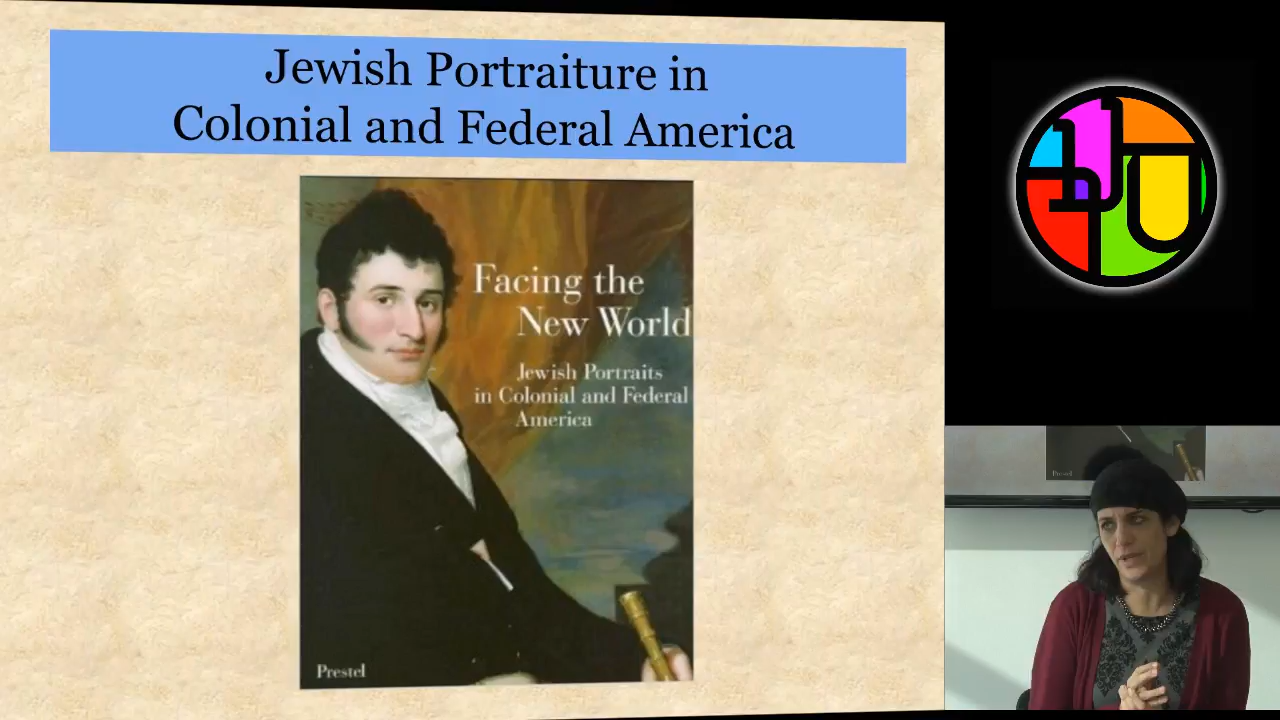 Jewish Portraiture in
Colonial and Federal America
Facing the
New World
Jewish Portraits
in Colonial and Federal
America
Prestel
Prestel